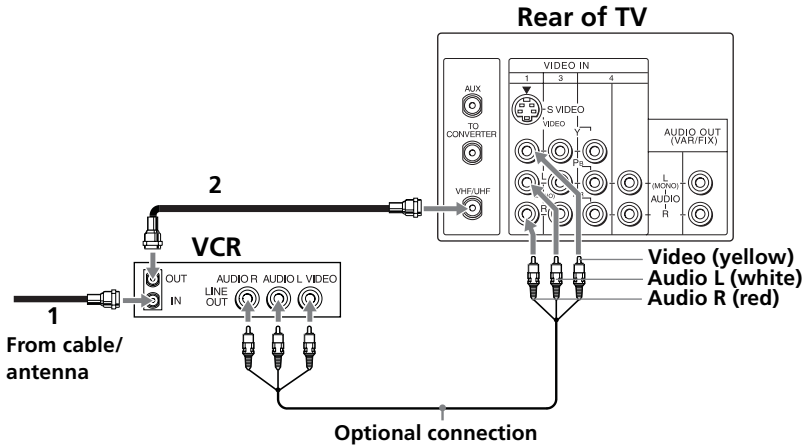 Rear of TV
VIDEO IN
1 3 4
AUX
S VIDEO
VIDEO
TO
CONVERTER
Y
AUDIO OUT
(VAR/FIX)
PB
L
(MONO)
AUDIO
R
VHF/UHF
L
R
2
VCR
OUT
IN
AUDIO R AUDIO L VIDEO
LINE
OUT
Video (yellow)
Audio L (white)
Audio R (red)
1
From cable/
antenna
Optional connection